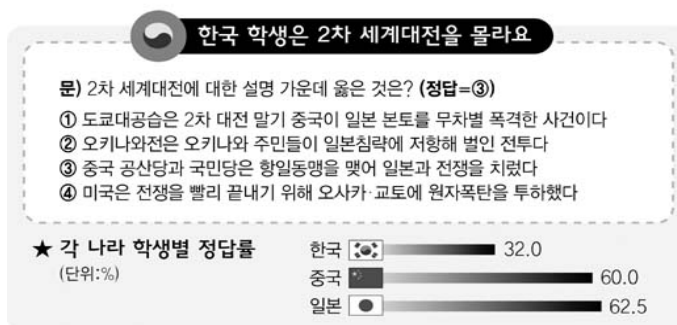 한국 학생은 2차 세계대전을 몰라요
문) 2차 세계대전에 대한 설명 가운데 옳은 것은? (정답=③)
① 도쿄대공습은 2차 대전 말기 중국이 일본 본토를 무차별 폭격한 사건이다
② 오키나와전은 오키나와 주민들이 일본침략에 저항해 벌인 전투다
③ 중국 공산당과 국민당은 항일동맹을 맺어 일본과 전쟁을 치렀다
④ 미국은 전쟁을 빨리 끝내기 위해 오사카·교토에 원자폭탄을 투하했다
★ 각 나라 학생별 정답률
(단위:%)
한국 32.0
중국 60.0
일본 62.5